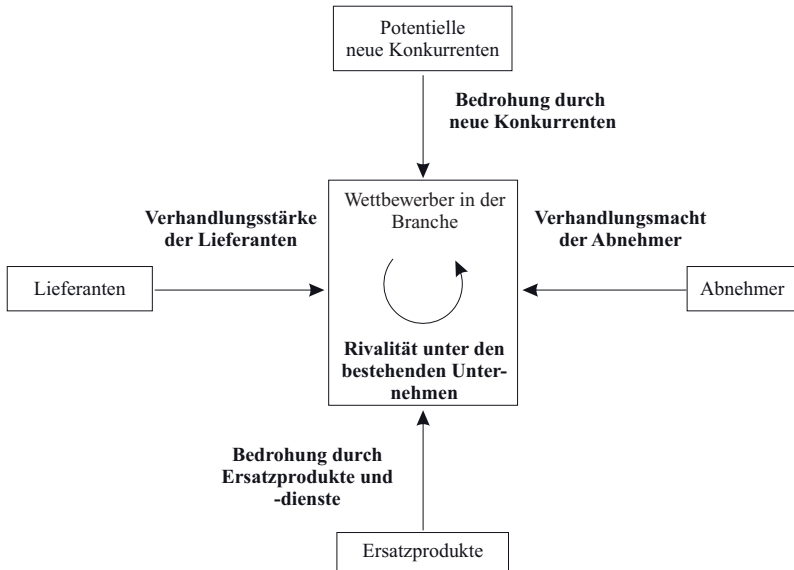 Potentielle
neue Konkurrenten
Bedrohung durch
neue Konkurrenten
Verhandlungsstärke
der Lieferanten
Wettbewerber in der
Branche
Verhandlungsmacht
der Abnehmer
Lieferanten
Abnehmer
Rivalität unter den
bestehenden Unter-
nehmen
Bedrohung durch
Ersatzprodukte und
-dienste
Ersatzprodukte